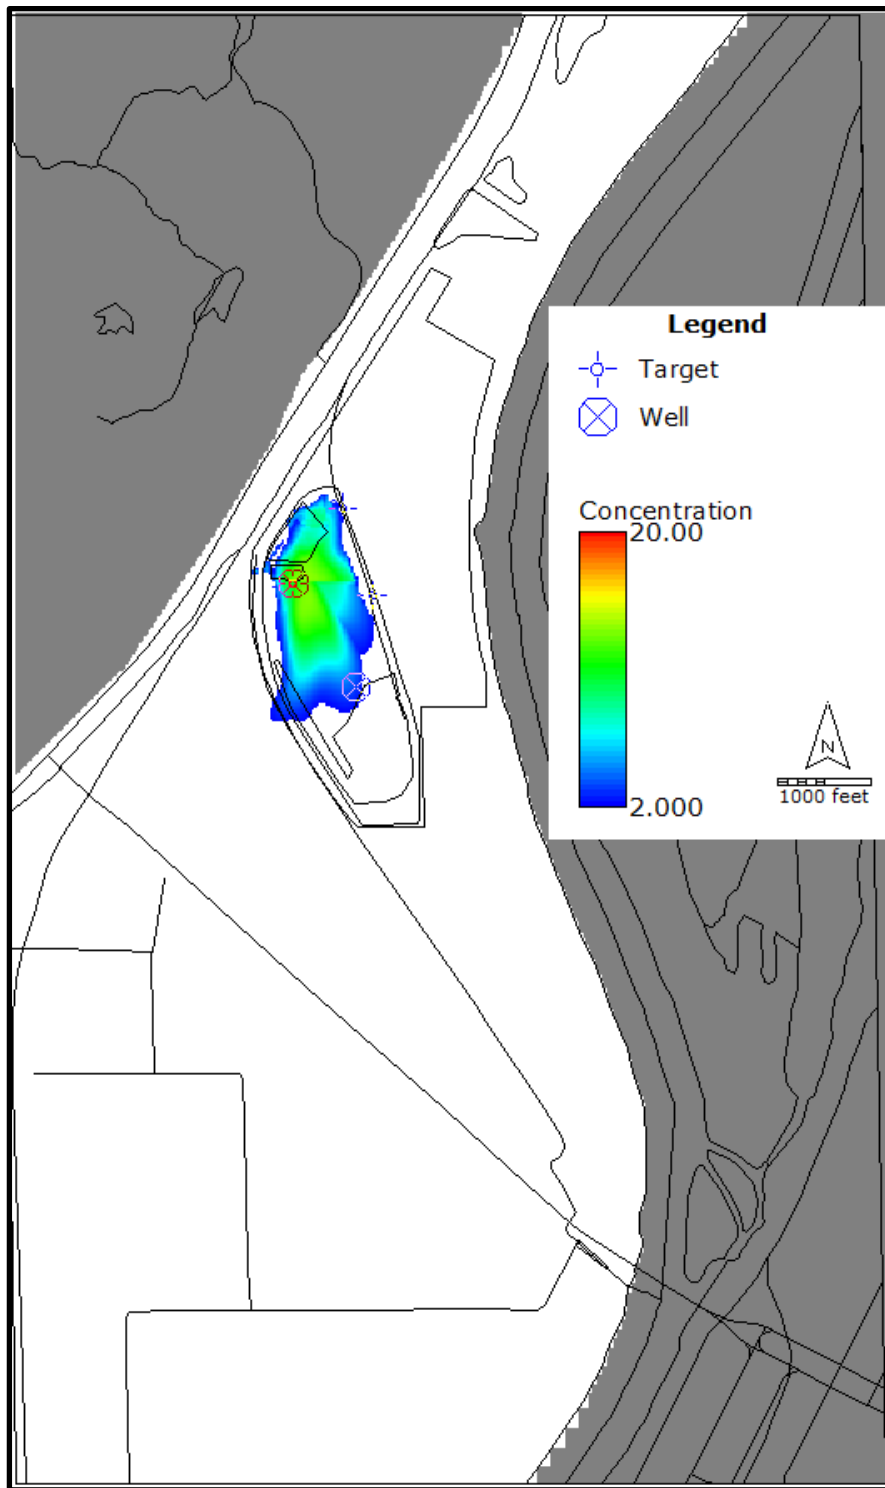 Legend
Target
Well
Concentration
20.00
2.000
N
1000 feet